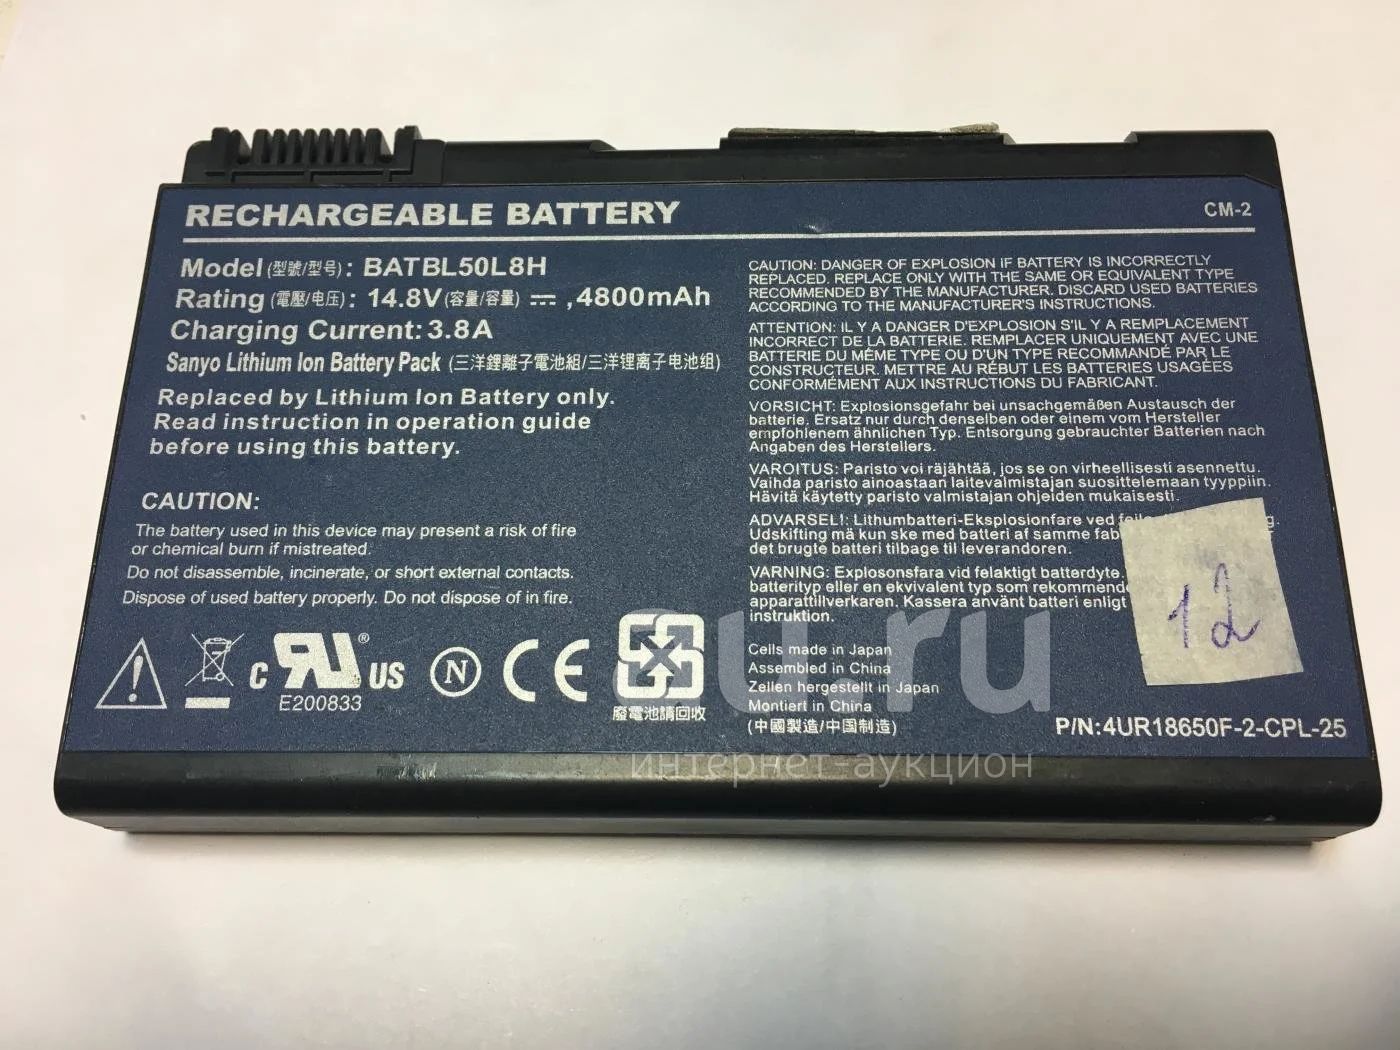 RECHARGEABLE BATTERY
CM-2
Model(型號/型号): BATBL50L8H
Rating(電壓/电压): 14.8V(容量/容量) ⎓ ,4800mAh
Charging Current:3.8A
Sanyo Lithium Ion Battery Pack (三洋鋰離子電池組/三洋锂离子电池组)
Replaced by Lithium Ion Battery only.
Read instruction in operation guide
before using this battery.
CAUTION:
The battery used in this device may present a risk of fire
or chemical burn if mistreated.
Do not disassemble, incinerate, or short external contacts.
Dispose of used battery properly. Do not dispose of in fire.
C UR® US
E200833
N
CE
廢電池請回收
CAUTION: DANGER OF EXPLOSION IF BATTERY IS INCORRECTLY
REPLACED. REPLACE ONLY WITH THE SAME OR EQUIVALENT TYPE
RECOMMENDED BY THE MANUFACTURER. DISCARD USED BATTERIES
ACCORDING TO THE MANUFACTURER'S INSTRUCTIONS.
ATTENTION: IL Y A DANGER D'EXPLOSION S'IL Y A REMPLACEMENT
INCORRECT DE LA BATTERIE. REMPLACER UNIQUEMENT AVEC UNE
BATTERIE DU MÉME TYPE OU D'UN TYPE RECOMMANDÉ PAR LE
CONSTRUCTEUR. METTRE AU RÉBUT LES BATTERIES USAGÉES
CONFORMÉMENT AUX INSTRUCTIONS DU FABRICANT.
VORSICHT: Explosionsgefahr bei unsachgemäßen Austausch der
batterie. Ersatz nur durch denselben oder einem vom Hersteller
empfohlenem ähnlichen Typ. Entsorgung gebrauchter Batterien nach
Angaben des Herstellers.
VAROITUS: Paristo voi räjähtää, jos se on virheellisesti asennettu.
Vaihda paristo ainoastaan laitevalmistajan suosittelemaan tyyppiin.
Hävitä käytetty paristo valmistajan ohjeiden mukaisesti.
ADVARSEL!: Lithumbatteri-Eksplosionfare ved
Udskifting må kun ske med batteri af samme
det brugte batteri tilbage til leverandoren.
WARNING: Explosonsfara vid felaktigt batterdyte.
batterityp eller en ekvivalent typ som rekommenderas
apparattillverkaren. Kassera använt batteri enligt
instruktion.
12
Cells made in Japan
Assembled in China
Zellen hergestellt in Japan
Montiert in China
(中國製造/中国制造)
P/N:4UR18650F-2-CPL-25
au.ru
интернет-аукцион